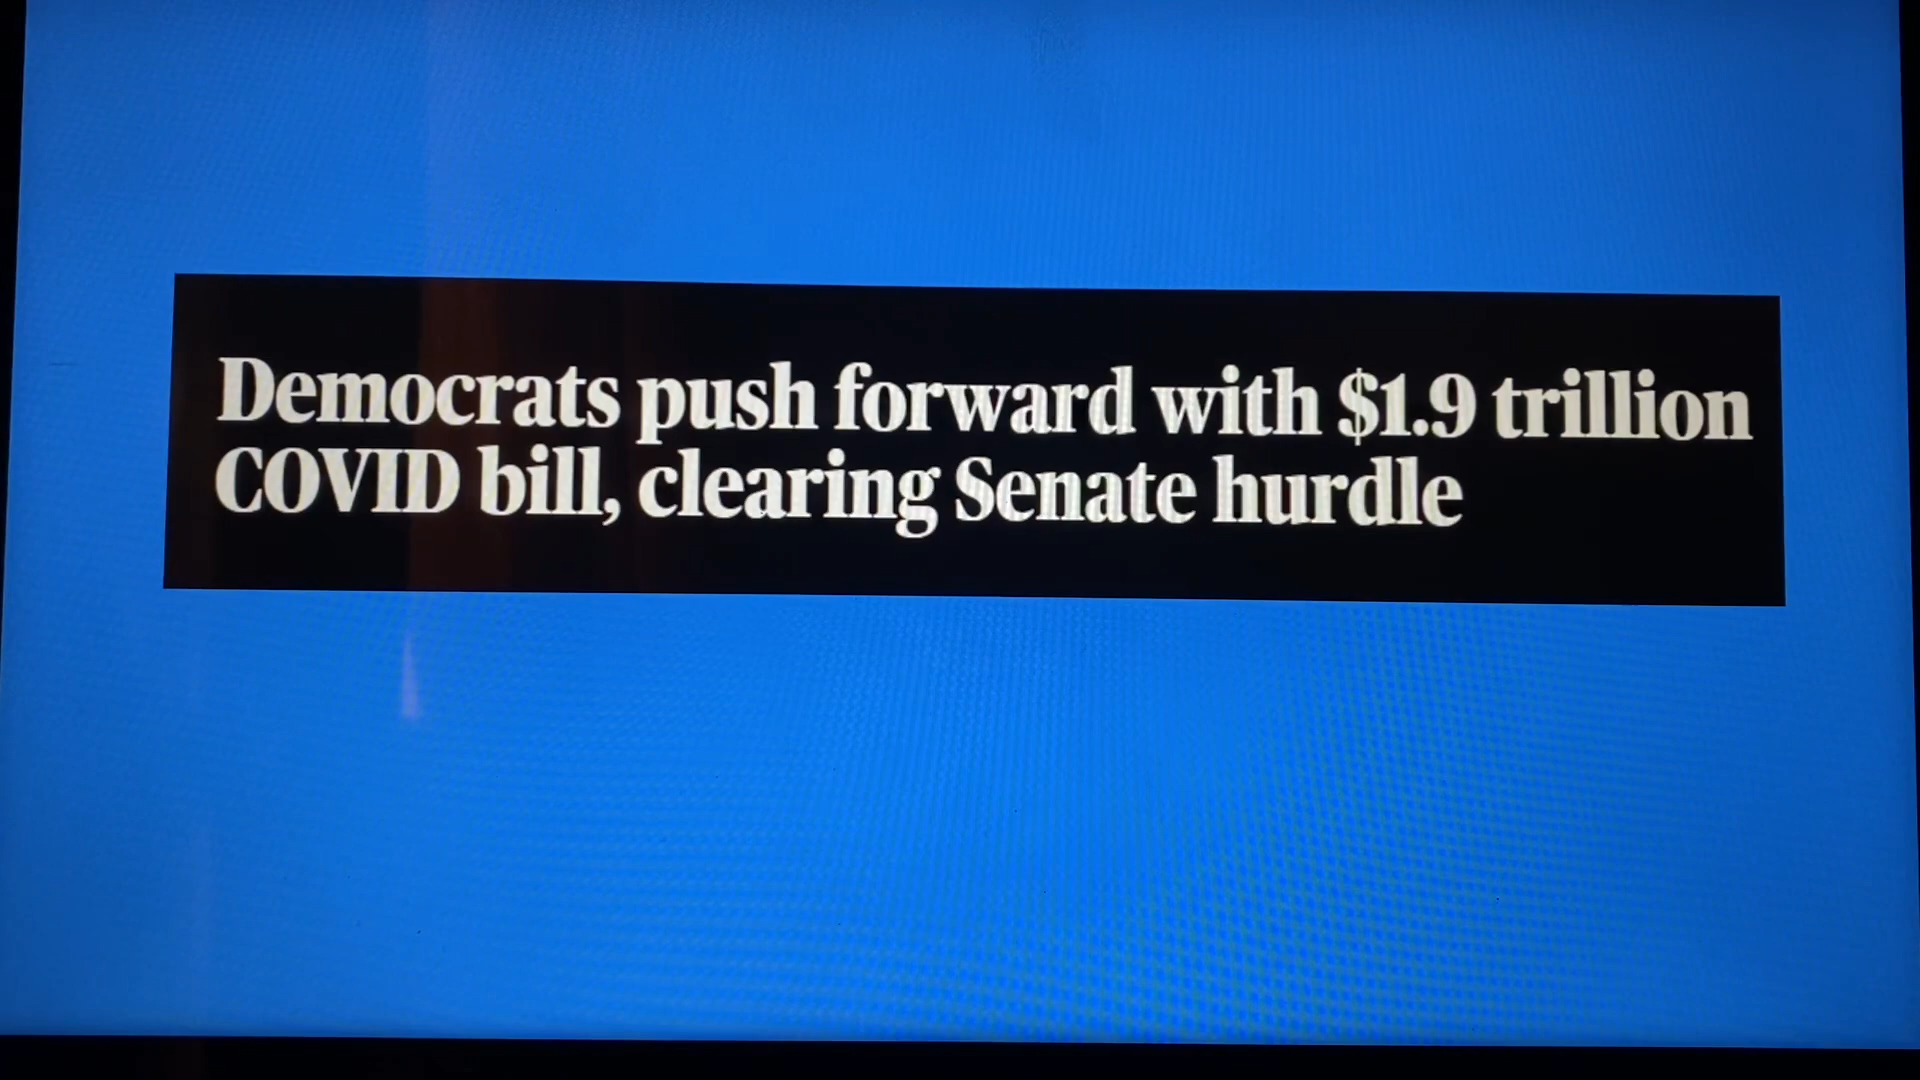 Democrats push forward with $1.9 trillion
COVID bill, clearing Senate hurdle